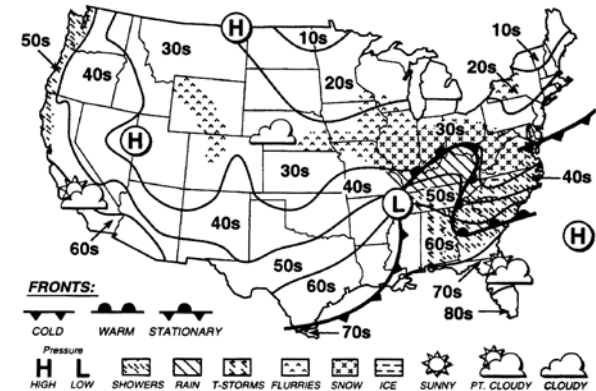 H
10s
10s
50s
30s
40s
20s
20s
H
30s
30s
40s
40s
50s
40s
L
60s
H
60s
50s
60s
70s
80s
70s
FRONTS:
COLD WARM STATIONARY
Pressure
H L
HIGH LOW SHOWERS RAIN T-STORMS FLURRIES SNOW ICE SUNNY PT. CLOUDY CLOUDY